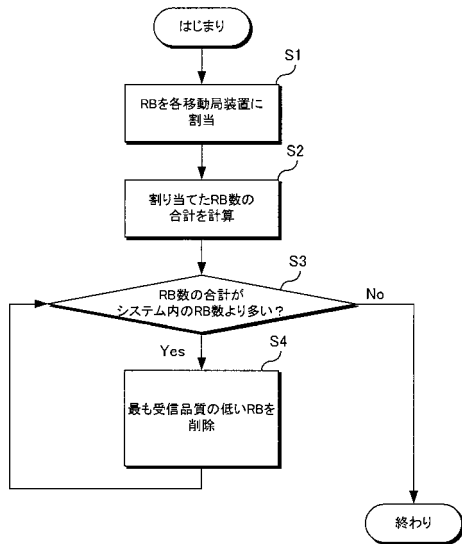 はじまり
S1
RBを各移動局装置に
割当
S2
割り当てたRB数の
合計を計算
S3
RB数の合計が
システム内のRB数より多い?
No
Yes
S4
最も受信品質の低いRBを
削除
終わり